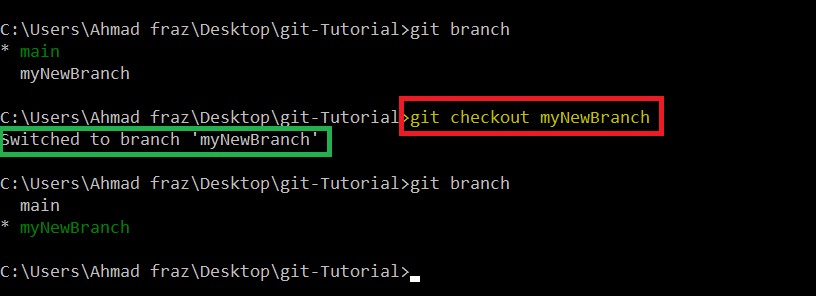 C:\Users\Ahmad fraz\Desktop\git-Tutorial>git branch
* main
  myNewBranch
C:\Users\Ahmad fraz\Desktop\git-Tutorial>git checkout myNewBranch
Switched to branch 'myNewBranch'
C:\Users\Ahmad fraz\Desktop\git-Tutorial>git branch
  main
* myNewBranch
C:\Users\Ahmad fraz\Desktop\git-Tutorial>